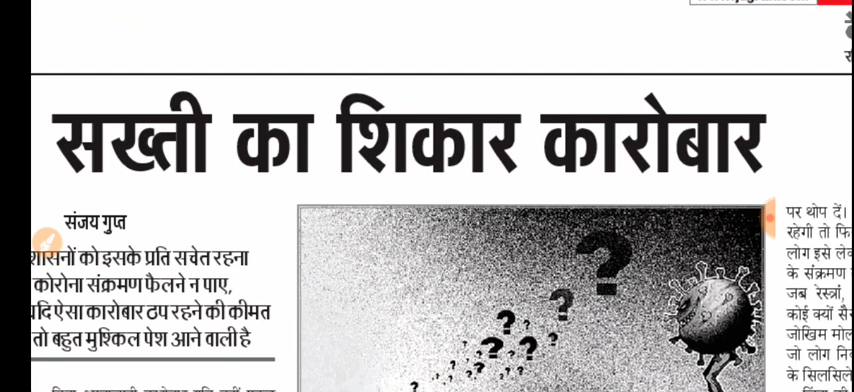 सख्ती का शिकार कारोबार
संजय गुप्त
शासनों को इसके प्रति सचेत रहना
कोरोना संक्रमण फैलने न पाए,
यदि ऐसा कारोबार ठप रहने की कीमत
तो बहुत मुश्किल पेश आने वाली है
? ? ? ? ? ?
पर थोप दें।
रहेगी तो फि
लोग इसे लेक
के संक्रमण
जब रेस्त्रां,
कोई क्यों सैर
जोखिम मोल
जो लोग निक
के सिलसिले